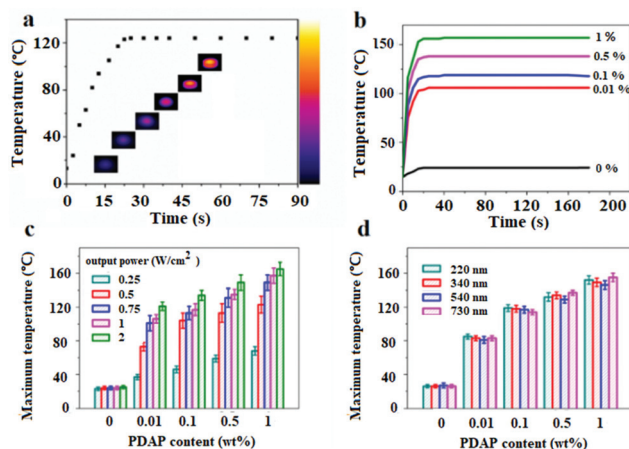 a
120
80
40
0
Temperature (°C)
0 15 30 45 60 75 90
Time (s)
b
150
100
50
0
Temperature (°C)
1 %
0.5 %
0.1 %
0.01 %
0 %
0 40 80 120 160 200
Time (s)
c
output power (W/cm²)
0.25
0.5
0.75
1
2
160
120
80
40
0
Maximum temperature (°C)
0 0.01 0.1 0.5 1
PDAP content (wt%)
d
220 nm
340 nm
540 nm
730 nm
160
120
80
40
0
Maximum temperature (°C)
0 0.01 0.1 0.5 1
PDAP content (wt%)